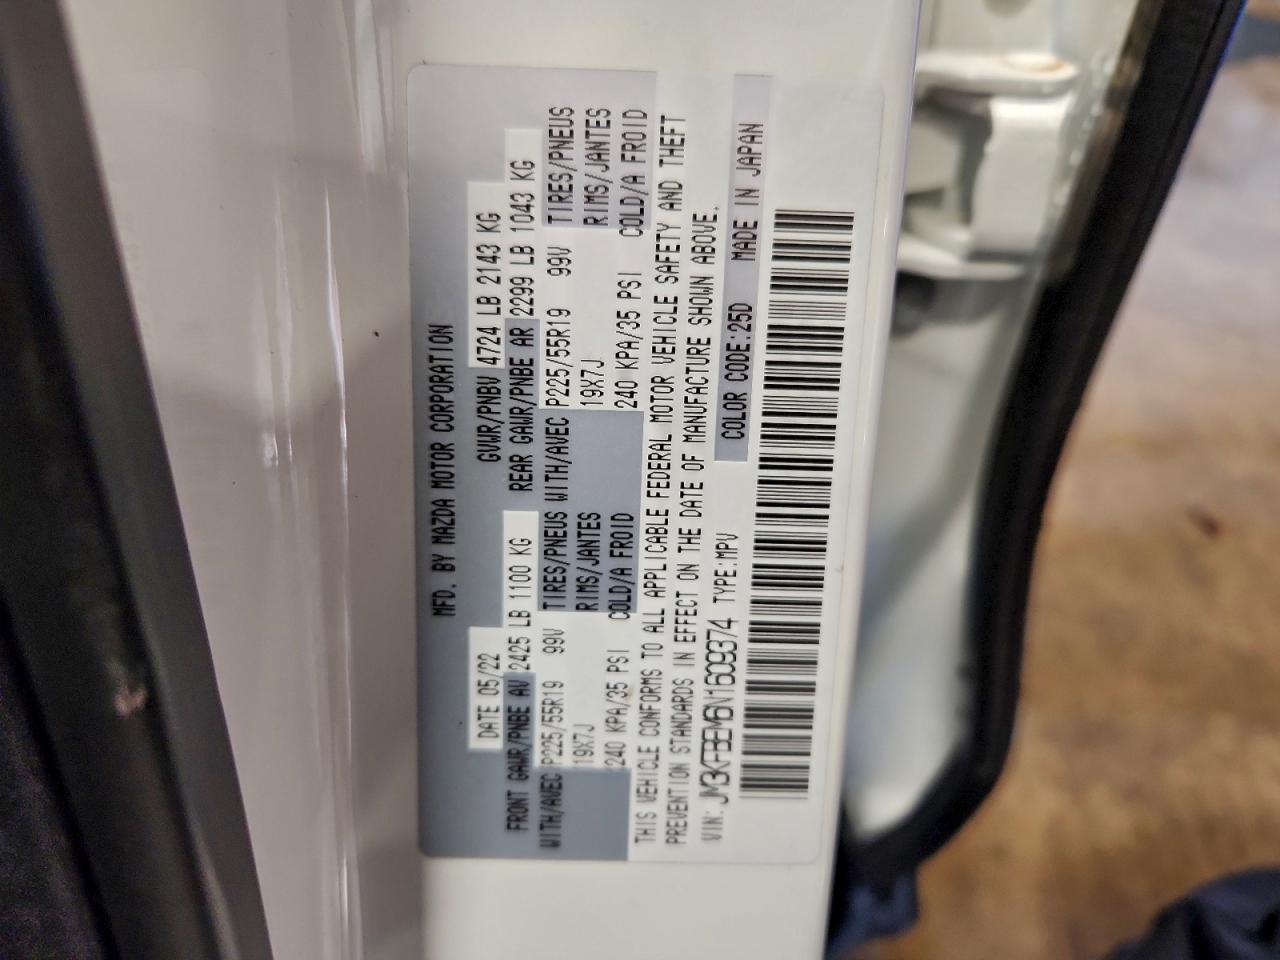 MFD. BY MAZDA MOTOR CORPORATION
DATE 05/22 GVWR/PNBV 4724 LB 2143 KG
FRONT GAWR/PNBE AV 2425 LB 1100 KG REAR GAWR/PNBE AR 2299 LB 1043 KG
WITH/AVEC P225/55R19 99V TIRES/PNEUS WITH/AVEC P225/55R19 99V TIRES/PNEUS
19X7J RIMS/JANTES 19X7J RIMS/JANTES
240 KPA/35 PSI COLD/A FROID 240 KPA/35 PSI COLD/A FROID
THIS VEHICLE CONFORMS TO ALL APPLICABLE FEDERAL MOTOR VEHICLE SAFETY AND THEFT
PREVENTION STANDARDS IN EFFECT ON THE DATE OF MANUFACTURE SHOWN ABOVE.
VIN: JM3KFBEM6N1609374 TYPE:MPV COLOR CODE:25D MADE IN JAPAN